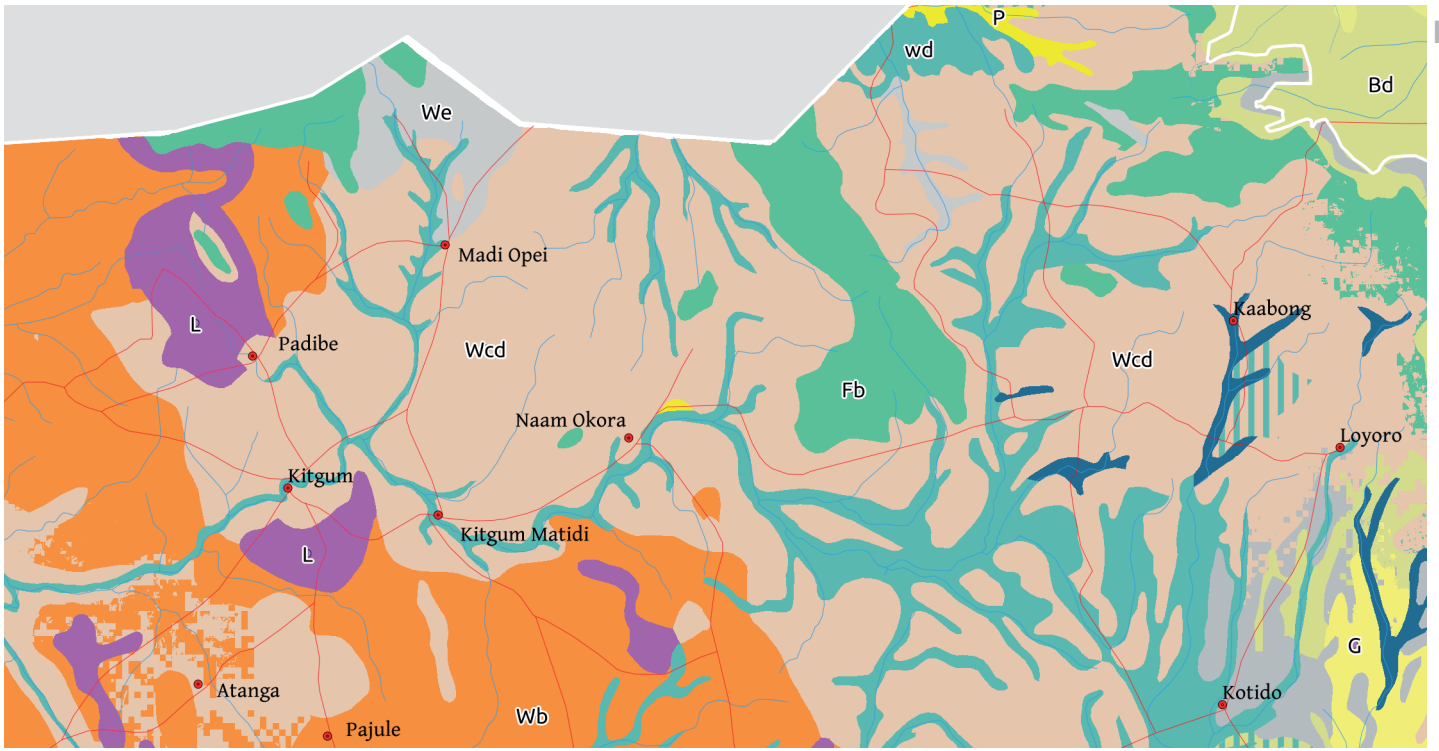 P
wd
Bd
We
Madi Opei
Kaabong
L
Padibe
Wcd
Wcd
Fb
Naam Okora
Loyoro
Kitgum
Kitgum Matidi
L
G
Atanga
Kotido
Wb
Pajule